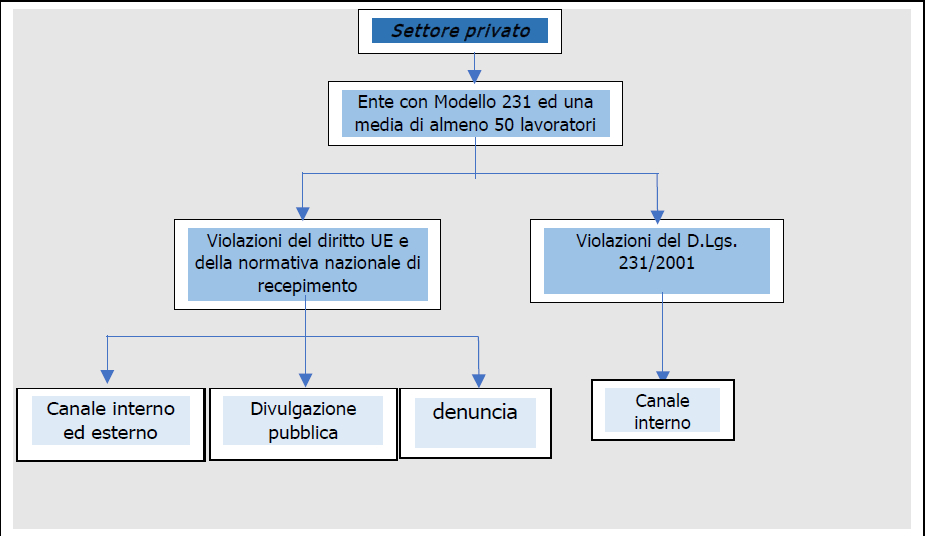 Settore privato
Ente con Modello 231 ed una
media di almeno 50 lavoratori
Violazioni del diritto UE e
della normativa nazionale di
recepimento
Violazioni del D.Lgs.
231/2001
Canale interno
ed esterno
Divulgazione
pubblica
denuncia
Canale
interno